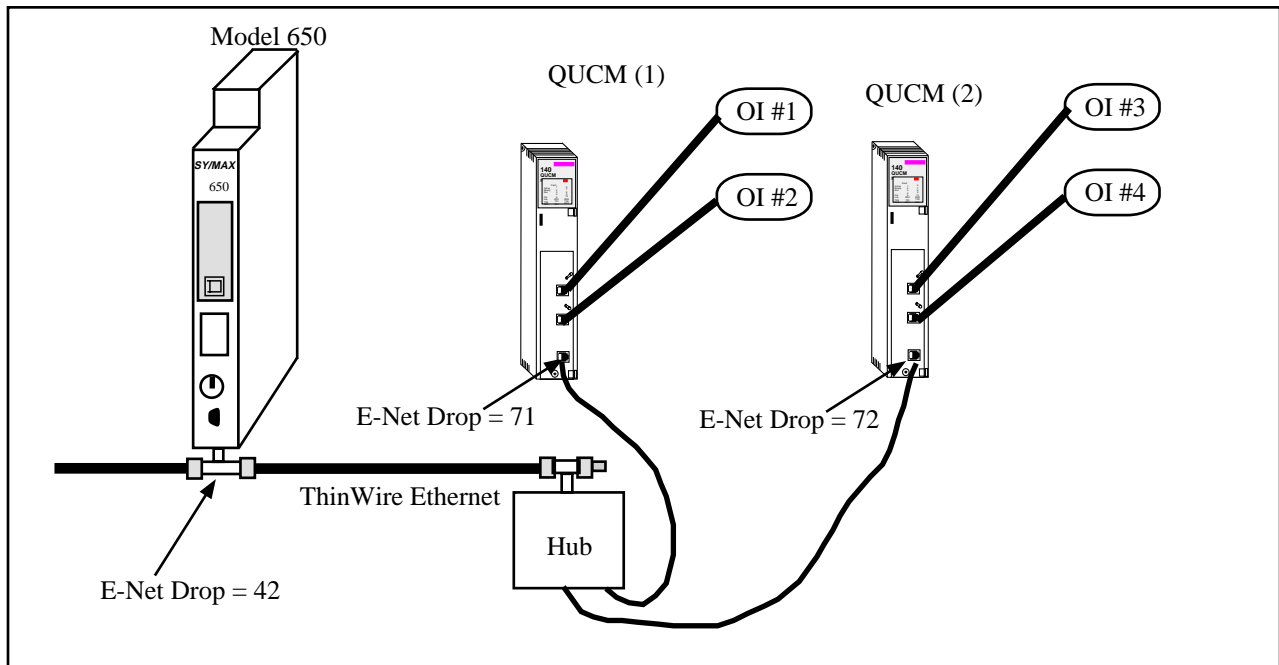 Model 650
QUCM (1)
QUCM (2)
OI #1
OI #2
OI #3
OI #4
SY/MAX
650
140
QUCM
140
QUCM
E-Net Drop = 71
E-Net Drop = 72
ThinWire Ethernet
Hub
E-Net Drop = 42